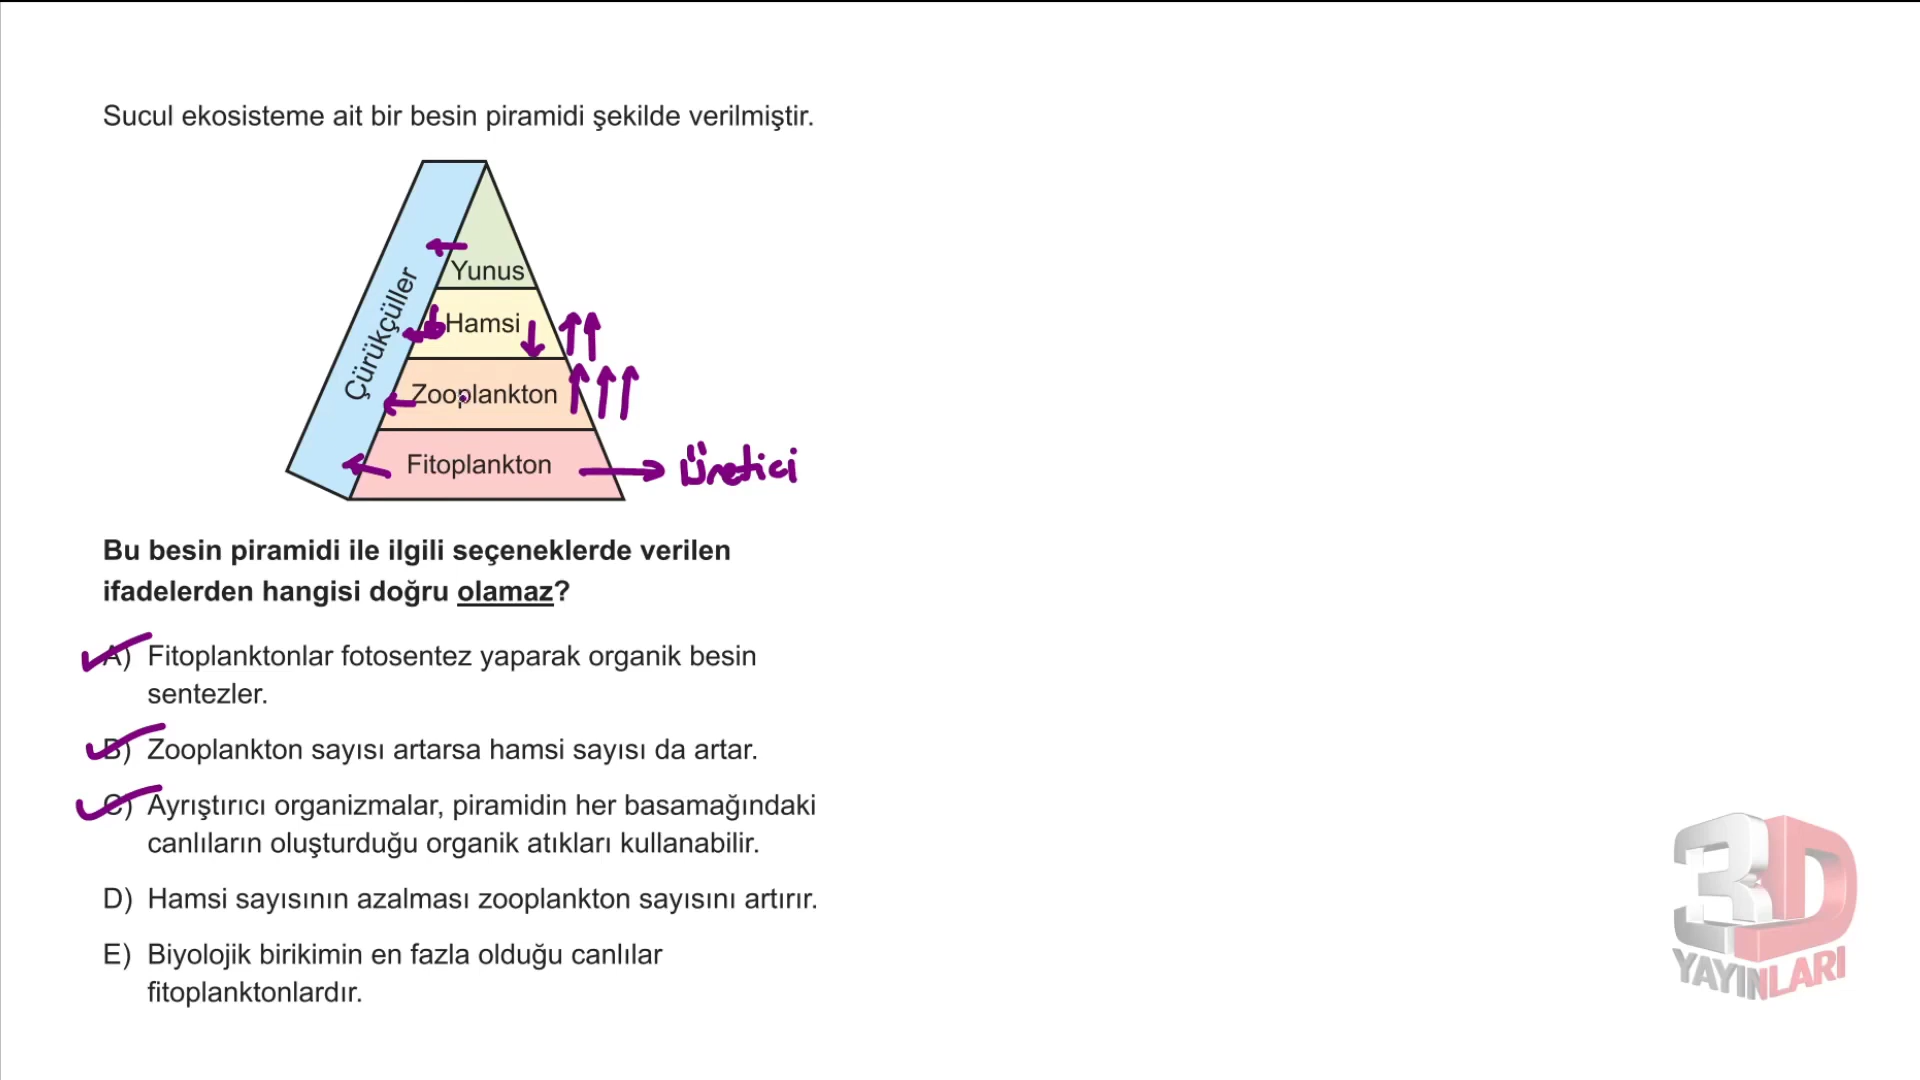 Sucul ekosisteme ait bir besin piramidi şekilde verilmiştir.
Çürükçüller
Yunus
Hamsi
Zooplankton
Fitoplankton
Üretici
Bu besin piramidi ile ilgili seçeneklerde verilen
ifadelerden hangisi doğru olamaz?
A) Fitoplanktonlar fotosentez yaparak organik besin
sentezler.
B) Zooplankton sayısı artarsa hamsi sayısı da artar.
C) Ayrıştırıcı organizmalar, piramidin her basamağındaki
canlıların oluşturduğu organik atıkları kullanabilir.
D) Hamsi sayısının azalması zooplankton sayısını artırır.
E) Biyolojik birikimin en fazla olduğu canlılar
fitoplanktonlardır.
3D
YAYINLARI